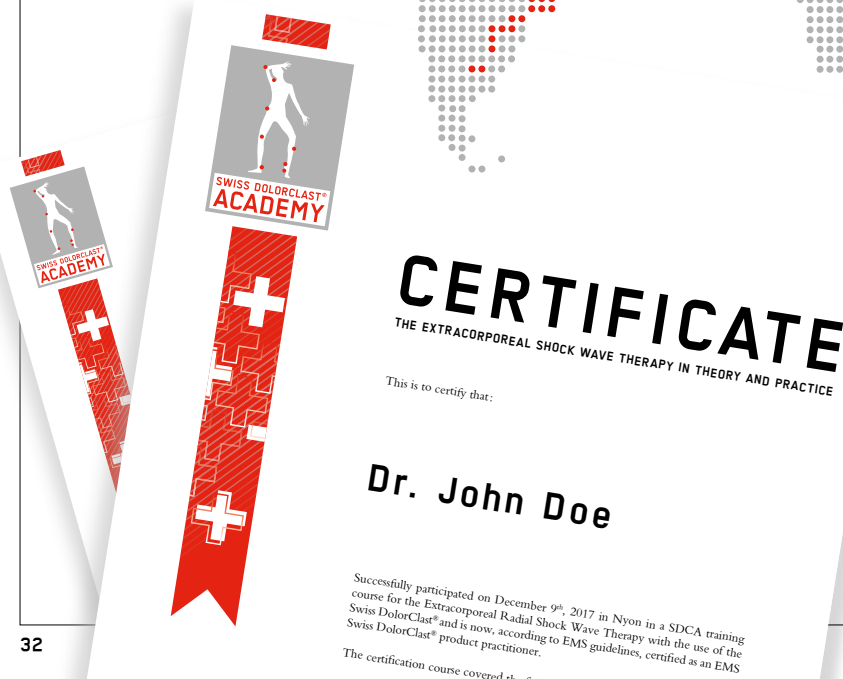 SWISS DOLORCLAST®
ACADEMY
SWISS DOLORCLAST®
ACADEMY
CERTIFICATE
THE EXTRACORPOREAL SHOCK WAVE THERAPY IN THEORY AND PRACTICE
This is to certify that:
Dr. John Doe
Successfully participated on December 9th, 2017 in Nyon in a SDCA training
course for the Extracorporeal Radial Shock Wave Therapy with the use of the
Swiss DolorClast® and is now, according to EMS guidelines, certified as an EMS
Swiss DolorClast® product practitioner.
The certification course covered the
32